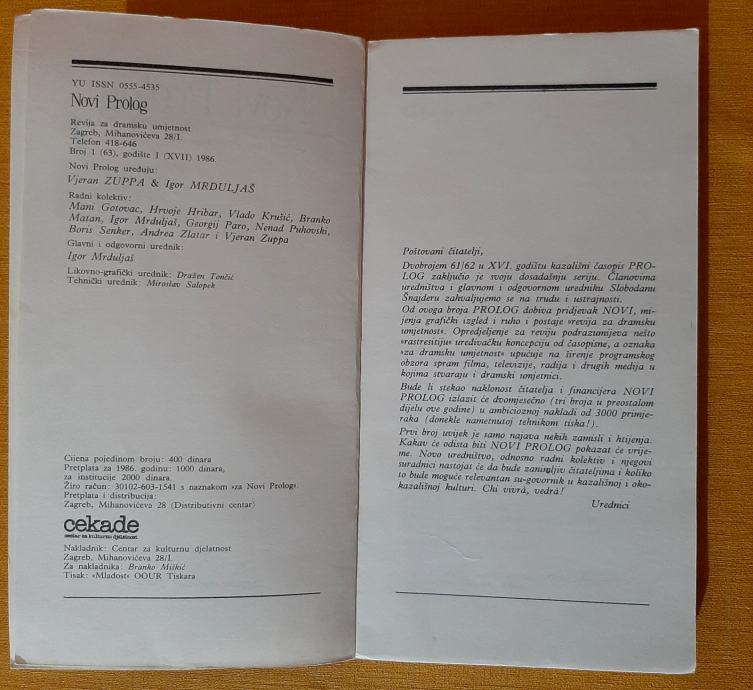 YU ISSN 0555-4535
Novi Prolog
Revija za dramsku umjetnost
Zagreb, Mihanovićeva 28/I.
Telefon 418-646
Broj 1 (63), godište I (XVII) 1986.
Novi Prolog uređuju:
Vjeran ZUPPA & Igor MRDULJAŠ
Radni kolektiv:
Mani Gotovac, Hrvoje Hribar, Vlado Krušić, Branko
Matan, Igor Mrduljaš, Georgij Paro, Nenad Puhovski,
Boris Senker, Andrea Zlatar i Vjeran Zuppa
Glavni i odgovorni urednik:
Igor Mrduljaš
Likovno-grafički urednik: Dražen Tončić
Tehnički urednik: Miroslav Salopek
Cijena pojedinom broju: 400 dinara
Pretplata za 1986. godinu: 1000 dinara,
za institucije 2000 dinara.
Žiro račun: 30102-603-1541 s naznakom »za Novi Prolog«.
Pretplata i distribucija:
Zagreb, Mihanovićeva 28 (Distributivni centar)
cekade
centar za kulturnu djelatnost
Nakladnik: Centar za kulturnu djelatnost
Zagreb, Mihanovićeva 28/I.
Za nakladnika: Branko Miškić
Tisak: »Mladost« OOUR Tiskara
Poštovani čitatelji,
Dvobrojem 61/62 u XVI. godištu kazališni časopis PRO-
LOG zaključio je svoju dosadašnju seriju. Članovima
uredništva i glavnom i odgovornom uredniku Slobodanu
Šnajderu zahvaljujemo se na trudu i ustrajnosti.
Od ovoga broja PROLOG dobiva pridjevak NOVI, mi-
jenja grafički izgled i ruho i postaje »revija za dramsku
umjetnost«. Opredjeljenje za reviju podrazumijeva nešto
»rastresitiju« uređivačku koncepciju od časopisne, a oznaka
»za dramsku umjetnost« upućuje na širenje programskog
obzora spram filma, televizije, radija i drugih medija u
kojima stvaraju i dramski umjetnici.
Bude li stekao naklonost čitatelja i financijera NOVI
PROLOG izlazit će dvomjesečno (tri broja u preostalom
dijelu ove godine) u ambicioznoj nakladi od 3000 primje-
raka (donekle nametnutoj tehnikom tiska!).
Prvi broj uvijek je tamo najava nekih zamisli i htijenja.
Kakav će odista biti NOVI PROLOG pokazat će vrije-
me. Novo uredništvo, odnosno radni kolektiv i njegovi
suradnici nastojat će da bude zanimljiv čitateljima i koliko
to bude moguće relevantan su-govornik u kazališnoj i oko-
kazališnoj kulturi. Chi vivrà, vedrà!
Urednici